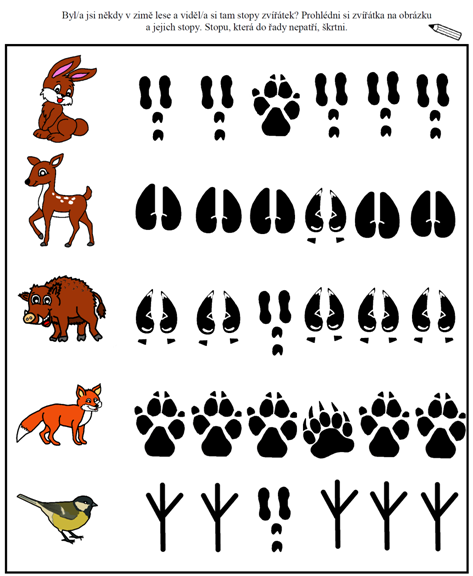 Byl/a jsi někdy v zimě lese a viděl/a si tam stopy zvířátek? Prohlédni si zvířátka na obrázku
a jejich stopy. Stopu, která do řady nepatří, škrtni.